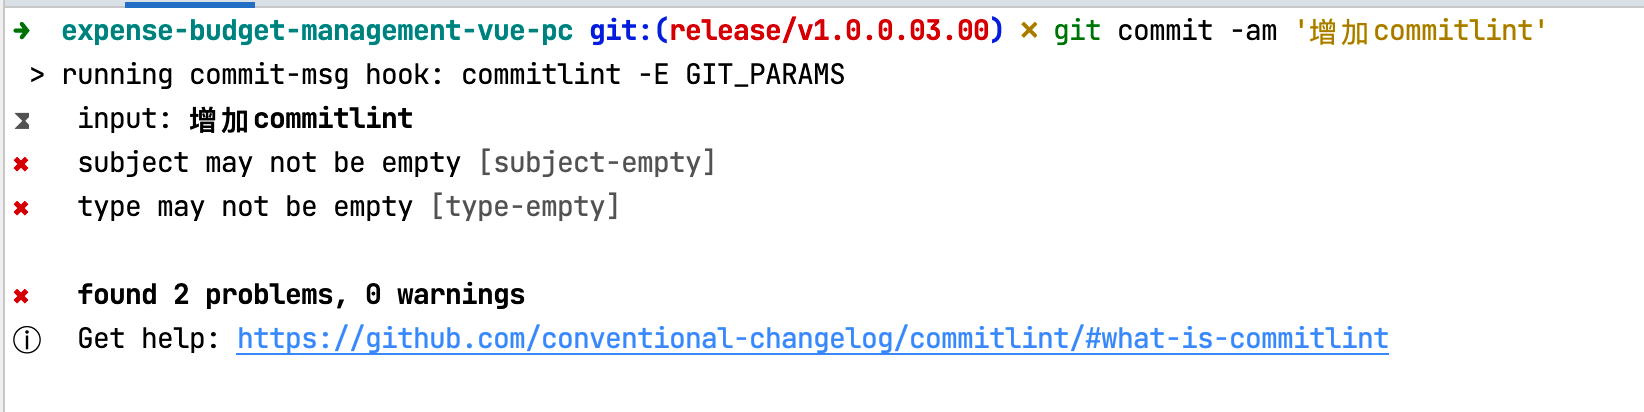 ➜ expense-budget-management-vue-pc git:(release/v1.0.0.03.00) ✗ git commit -am '增加commitlint'
> running commit-msg hook: commitlint -E GIT_PARAMS
⧗ input: 增加commitlint
✖ subject may not be empty [subject-empty]
✖ type may not be empty [type-empty]
✖ found 2 problems, 0 warnings
ⓘ Get help: https://github.com/conventional-changelog/commitlint/#what-is-commitlint